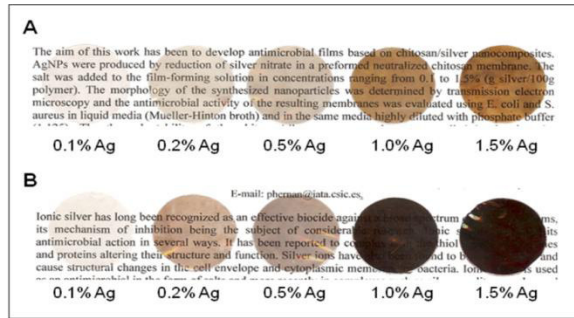 A
The aim of this work has been to develop antimicrobial films based on chitosan/silver nanocomposites.
AgNPs were produced by reduction of silver nitrate in a preformed neutralized chitosan membrane. The
salt was added to the film-forming solution in concentrations ranging from 0.1 to 1.5% (g silver/100g
polymer). The morphology of the synthesized nanoparticles was determined by transmission electron
microscopy and the antimicrobial activity of the resulting membranes was evaluated using E. coli and S.
aureus in liquid media (Mueller-Hinton broth) and in the same media highly diluted with phosphate buffer
0.1% Ag 0.2% Ag 0.5% Ag 1.0% Ag 1.5% Ag
B
E-mail: phernan@iata.csic.es,
Ionic silver has long been recognized as an effective biocide against a broad spectrum
its mechanism of inhibition being the subject of its
antimicrobial action in several ways. It has been reported to
and proteins altering their structure and function. Silver ions have and
cause structural changes in the cell envelope and cytoplasmic bacteria. used
0.1% Ag 0.2% Ag 0.5% Ag 1.0% Ag 1.5% Ag